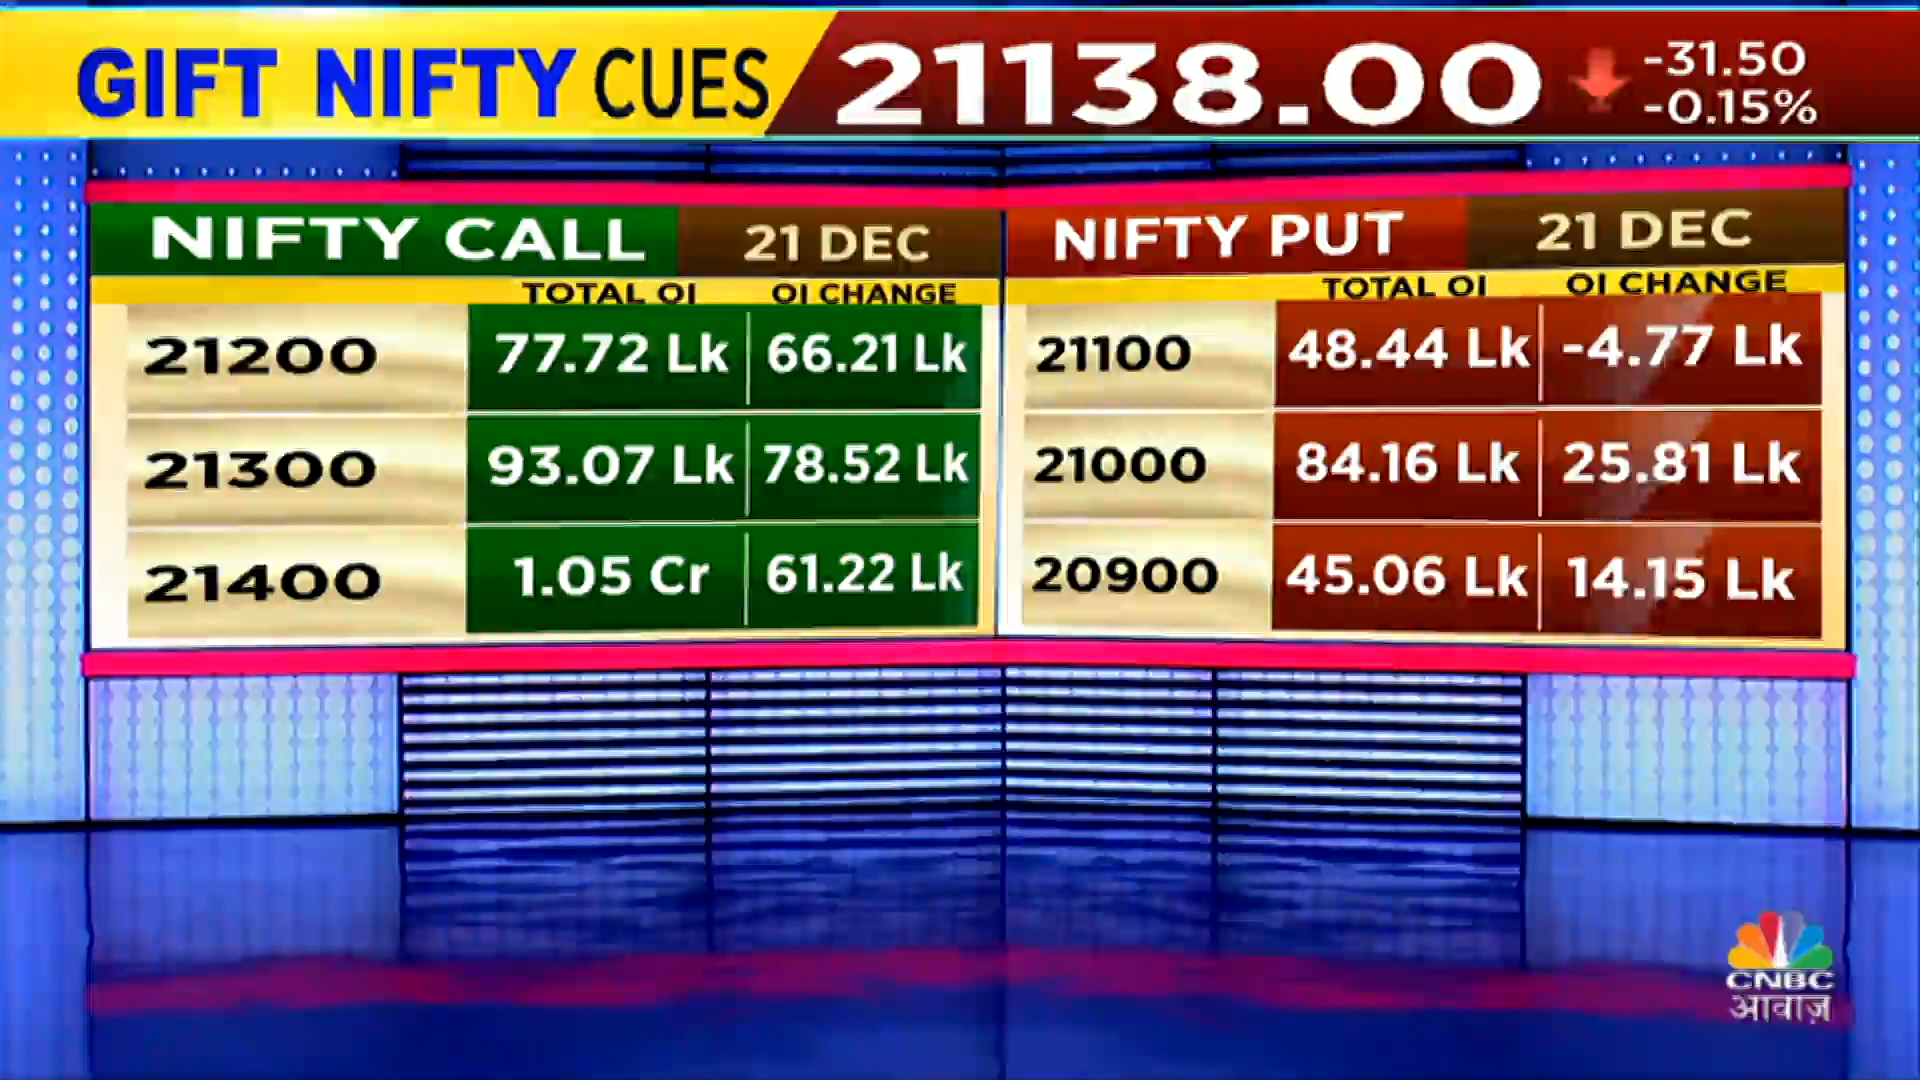 GIFT NIFTY CUES 21138.00 -31.50
-0.15%
NIFTY CALL 21 DEC
TOTAL OI OI CHANGE
21200 77.72 Lk 66.21 Lk
21300 93.07 Lk 78.52 Lk
21400 1.05 Cr 61.22 Lk
NIFTY PUT 21 DEC
TOTAL OI OI CHANGE
21100 48.44 Lk -4.77 Lk
21000 84.16 Lk 25.81 Lk
20900 45.06 Lk 14.15 Lk
CNBC
आवाज़